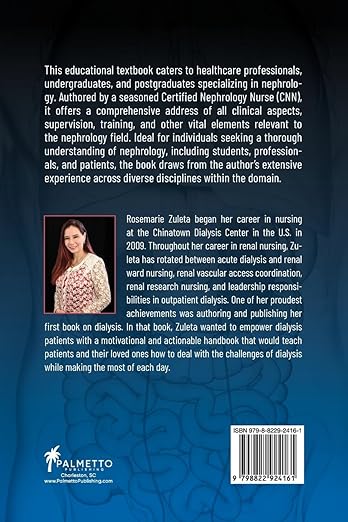 This educational textbook caters to healthcare professionals,
undergraduates, and postgraduates specializing in nephrolo-
gy. Authored by a seasoned Certified Nephrology Nurse (CNN),
it offers a comprehensive address of all clinical aspects,
supervision, training, and other vital elements relevant to
the nephrology field. Ideal for individuals seeking a thorough
understanding of nephrology, including students, profession-
als, and patients, the book draws from the author's extensive
experience across diverse disciplines within the domain.
Rosemarie Zuleta began her career in nursing
at the Chinatown Dialysis Center in the U.S. in
2009. Throughout her career in renal nursing, Zu-
leta has rotated between acute dialysis and renal
ward nursing, renal vascular access coordination,
renal research nursing, and leadership responsi-
bilities in outpatient dialysis. One of her proudest
achievements was authoring and publishing her
first book on dialysis. In that book, Zuleta wanted to empower dialysis
patients with a motivational and actionable handbook that would teach
patients and their loved ones how to deal with the challenges of dialysis
while making the most of each day.
PALMETTO
PUBLISHING
Charleston, SC
www.PalmettoPublishing.com
ISBN 979-8-8229-2416-1
9 798822 924161